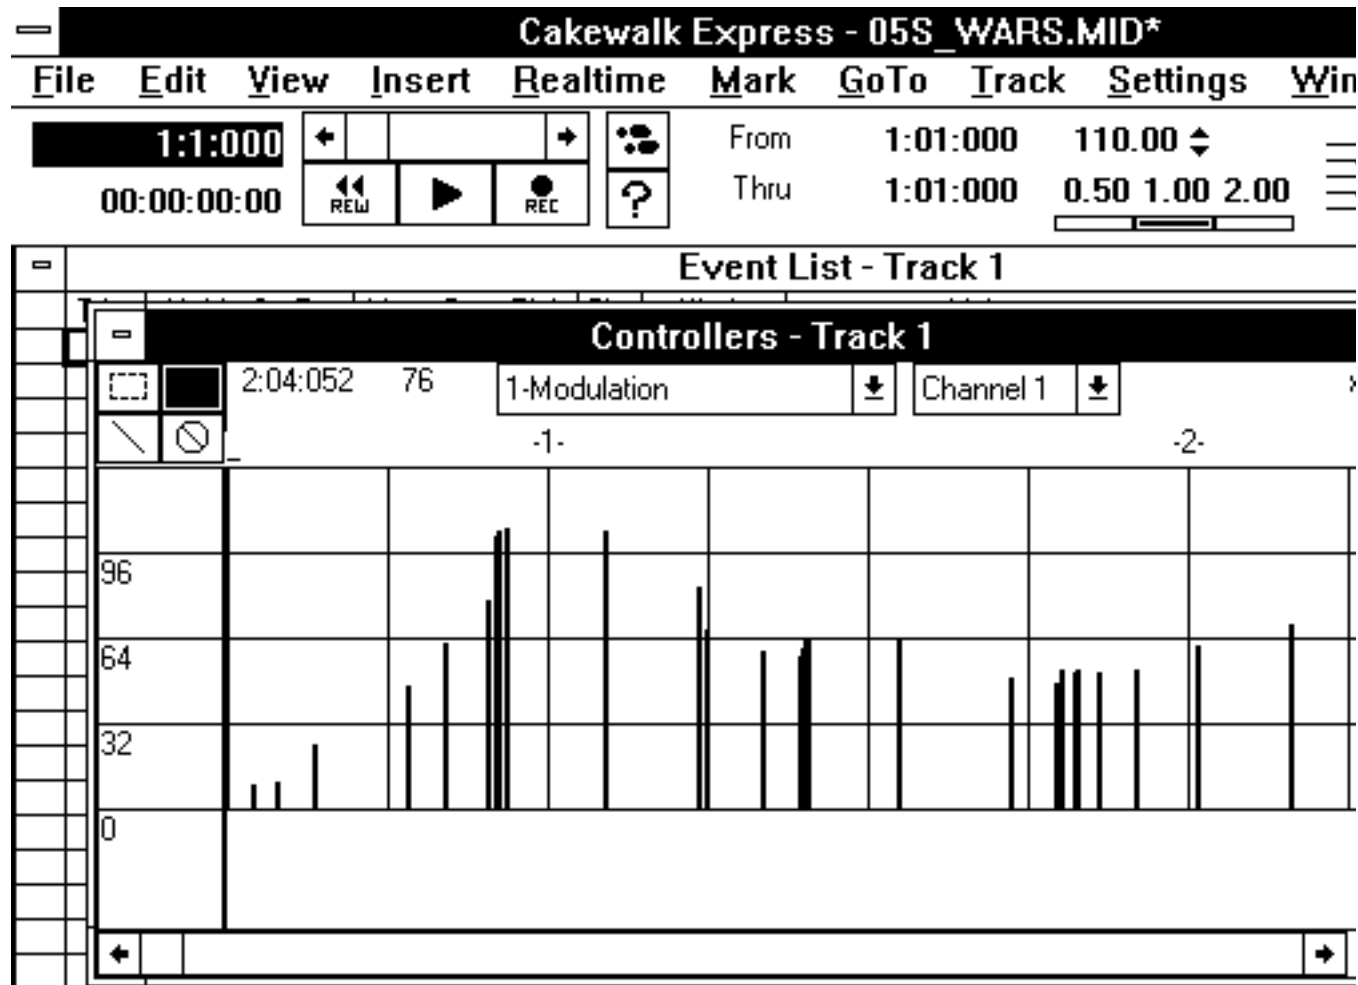 Cakewalk Express - 05S_WARS.MID*
File Edit View Insert Realtime Mark GoTo Track Settings Win
1:1:000 From 1:01:000 110.00
00:00:00:00 REW REC ? Thru 1:01:000 0.50 1.00 2.00
Event List - Track 1
Controllers - Track 1
2:04:052 76 1-Modulation Channel 1
-1- -2-
96
64
32
0